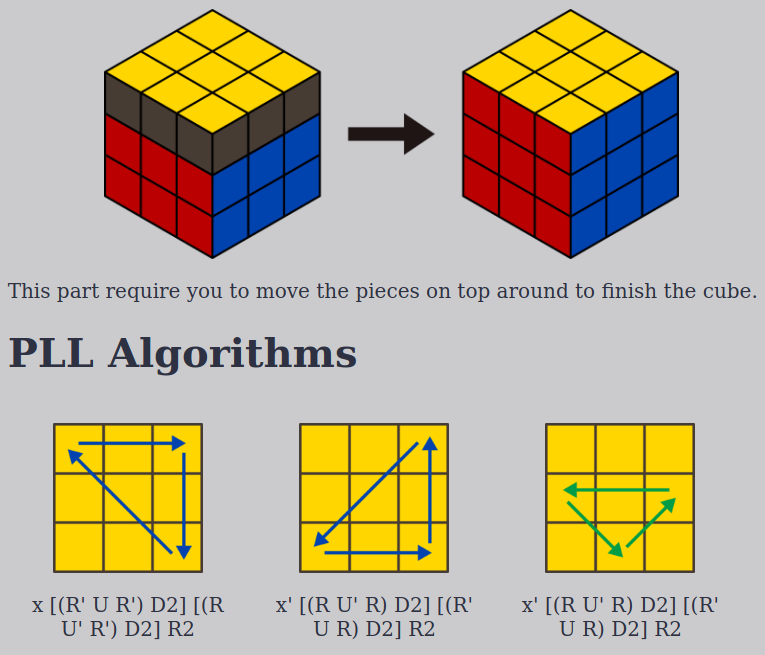 This part require you to move the pieces on top around to finish the cube.
PLL Algorithms
x [(R' U R') D2] [(R
U' R') D2] R2
x' [(R U' R) D2] [(R'
U R) D2] R2
x' [(R U' R) D2] [(R'
U R) D2] R2